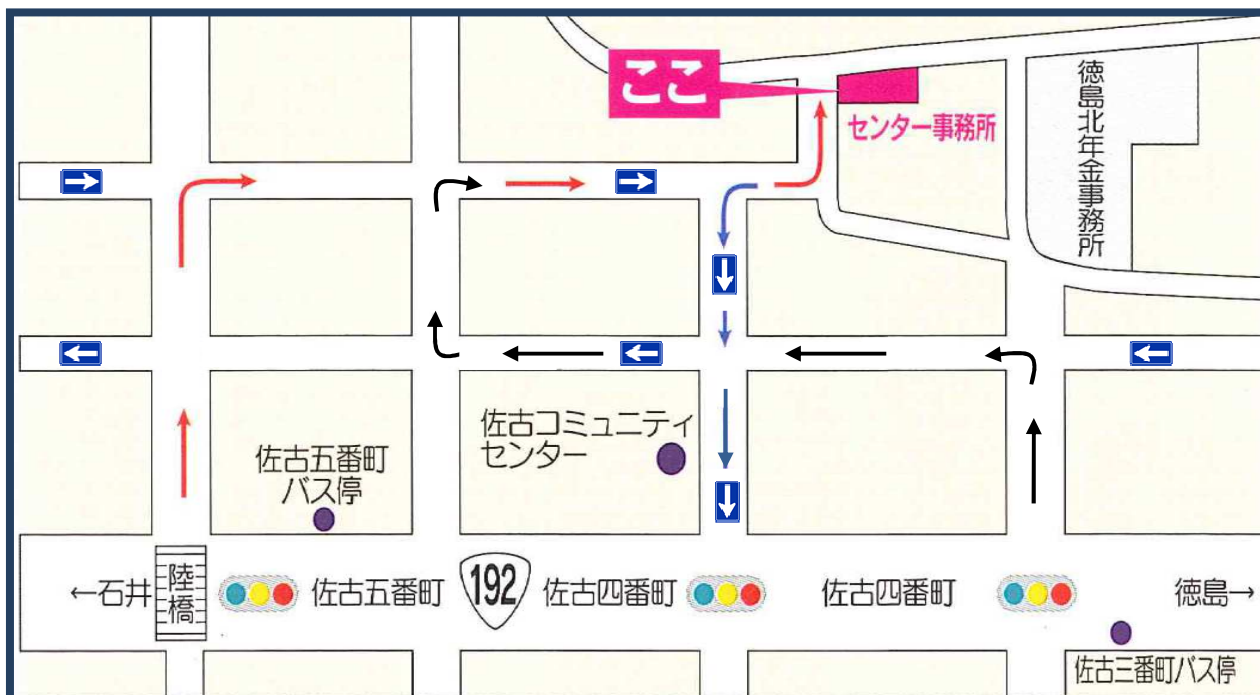 ここ
センター事務所
徳島北年金事務所
佐古コミュニティ
センター
佐古五番町
バス停
←石井
陸橋
佐古五番町
192
佐古四番町
佐古四番町
徳島→
佐古三番町バス停